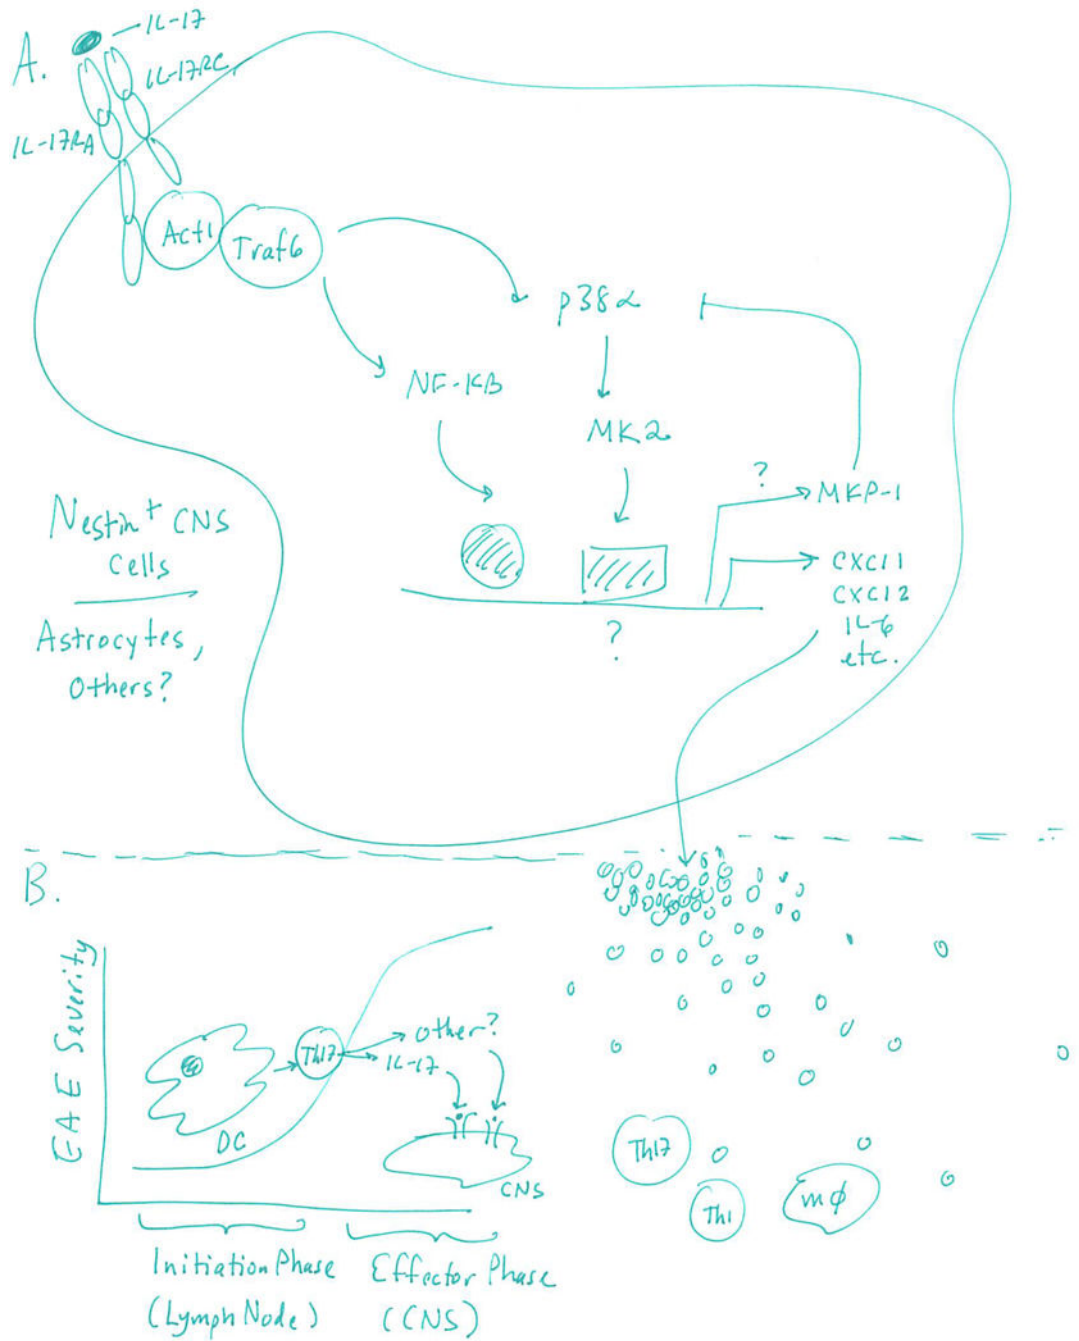 A.
IL-17
IL-17RC
IL-17RA
Act1
Traf6
p38α
NF-KB
MK2
?
MKP-1
Nestin+ CNS
Cells
Astrocytes,
Others?
CXCl1
CXCl2
IL-6
etc.
?
B.
EAE Severity
Th17
other?
IL-17
DC
CNS
Th17
Th1
mϕ
Initiation Phase
(Lymph Node)
Effector Phase
(CNS)